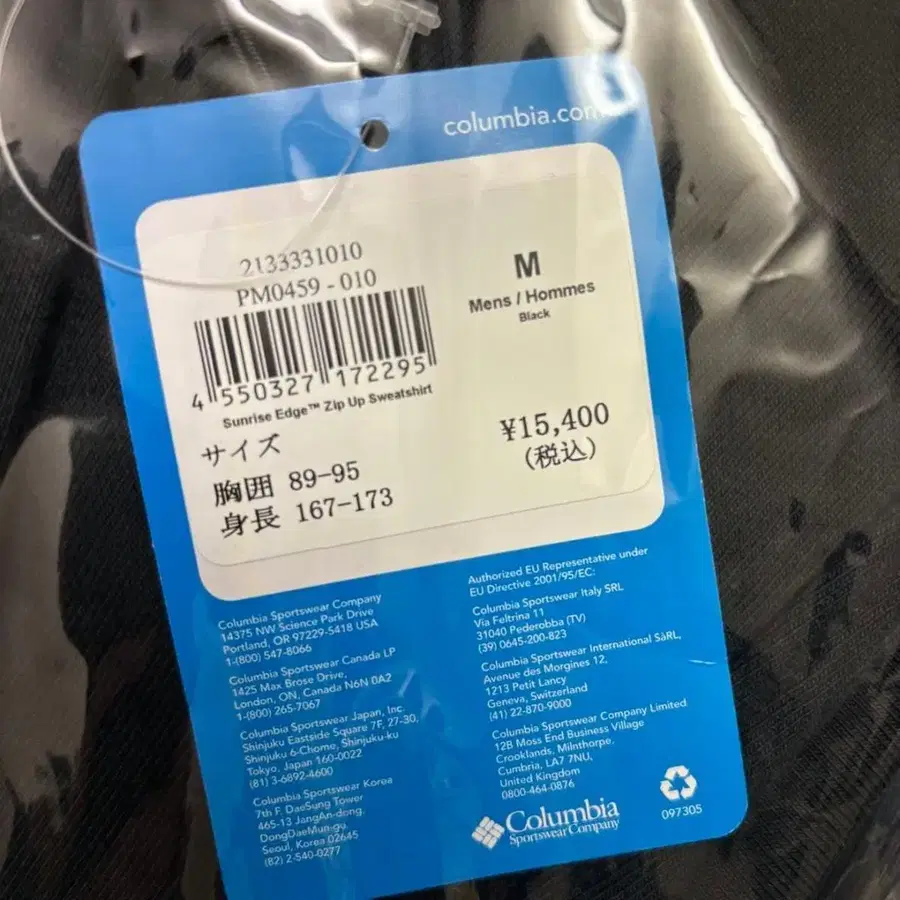 columbia.com
2133331010
PM0459 - 010
4 550327 172295
Sunrise Edge™ Zip Up Sweatshirt
M
Mens / Hommes
Black
サイズ
胸囲 89-95
身長 167-173
¥15,400
(税込)
Columbia Sportswear Company
14375 NW Science Park Drive
Portland, OR 97229-5418 USA
1-(800) 547-8066
Columbia Sportswear Canada LP
1425 Max Brose Drive,
London, ON, Canada N6N 0A2
1-(800) 265-7067
Columbia Sportswear Japan, Inc.
Shinjuku Eastside Square 7F, 27-30,
Shinjuku 6-Chome, Shinjuku-ku
Tokyo, Japan 160-0022
(81) 3-6892-4600
Columbia Sportswear Korea
7th F. DaeSung Tower
465-13 JangAn-dong,
DongDaeMun-gu
Seoul, Korea 02645
(82) 2-540-0277
Authorized EU Representative under
EU Directive 2001/95/EC:
Columbia Sportswear Italy SRL
Via Feltrina 11
31040 Pederobba (TV)
(39) 0645-200-823
Columbia Sportswear International SàRL,
Avenue des Morgines 12,
1213 Petit Lancy
Geneva, Switzerland
(41) 22-870-9000
Columbia Sportswear Company Limited
12B Moss End Business Village
Crooklands, Milnthorpe,
Cumbria, LA7 7NU,
United Kingdom
0800-464-0876
Columbia
Sportswear Company
097305